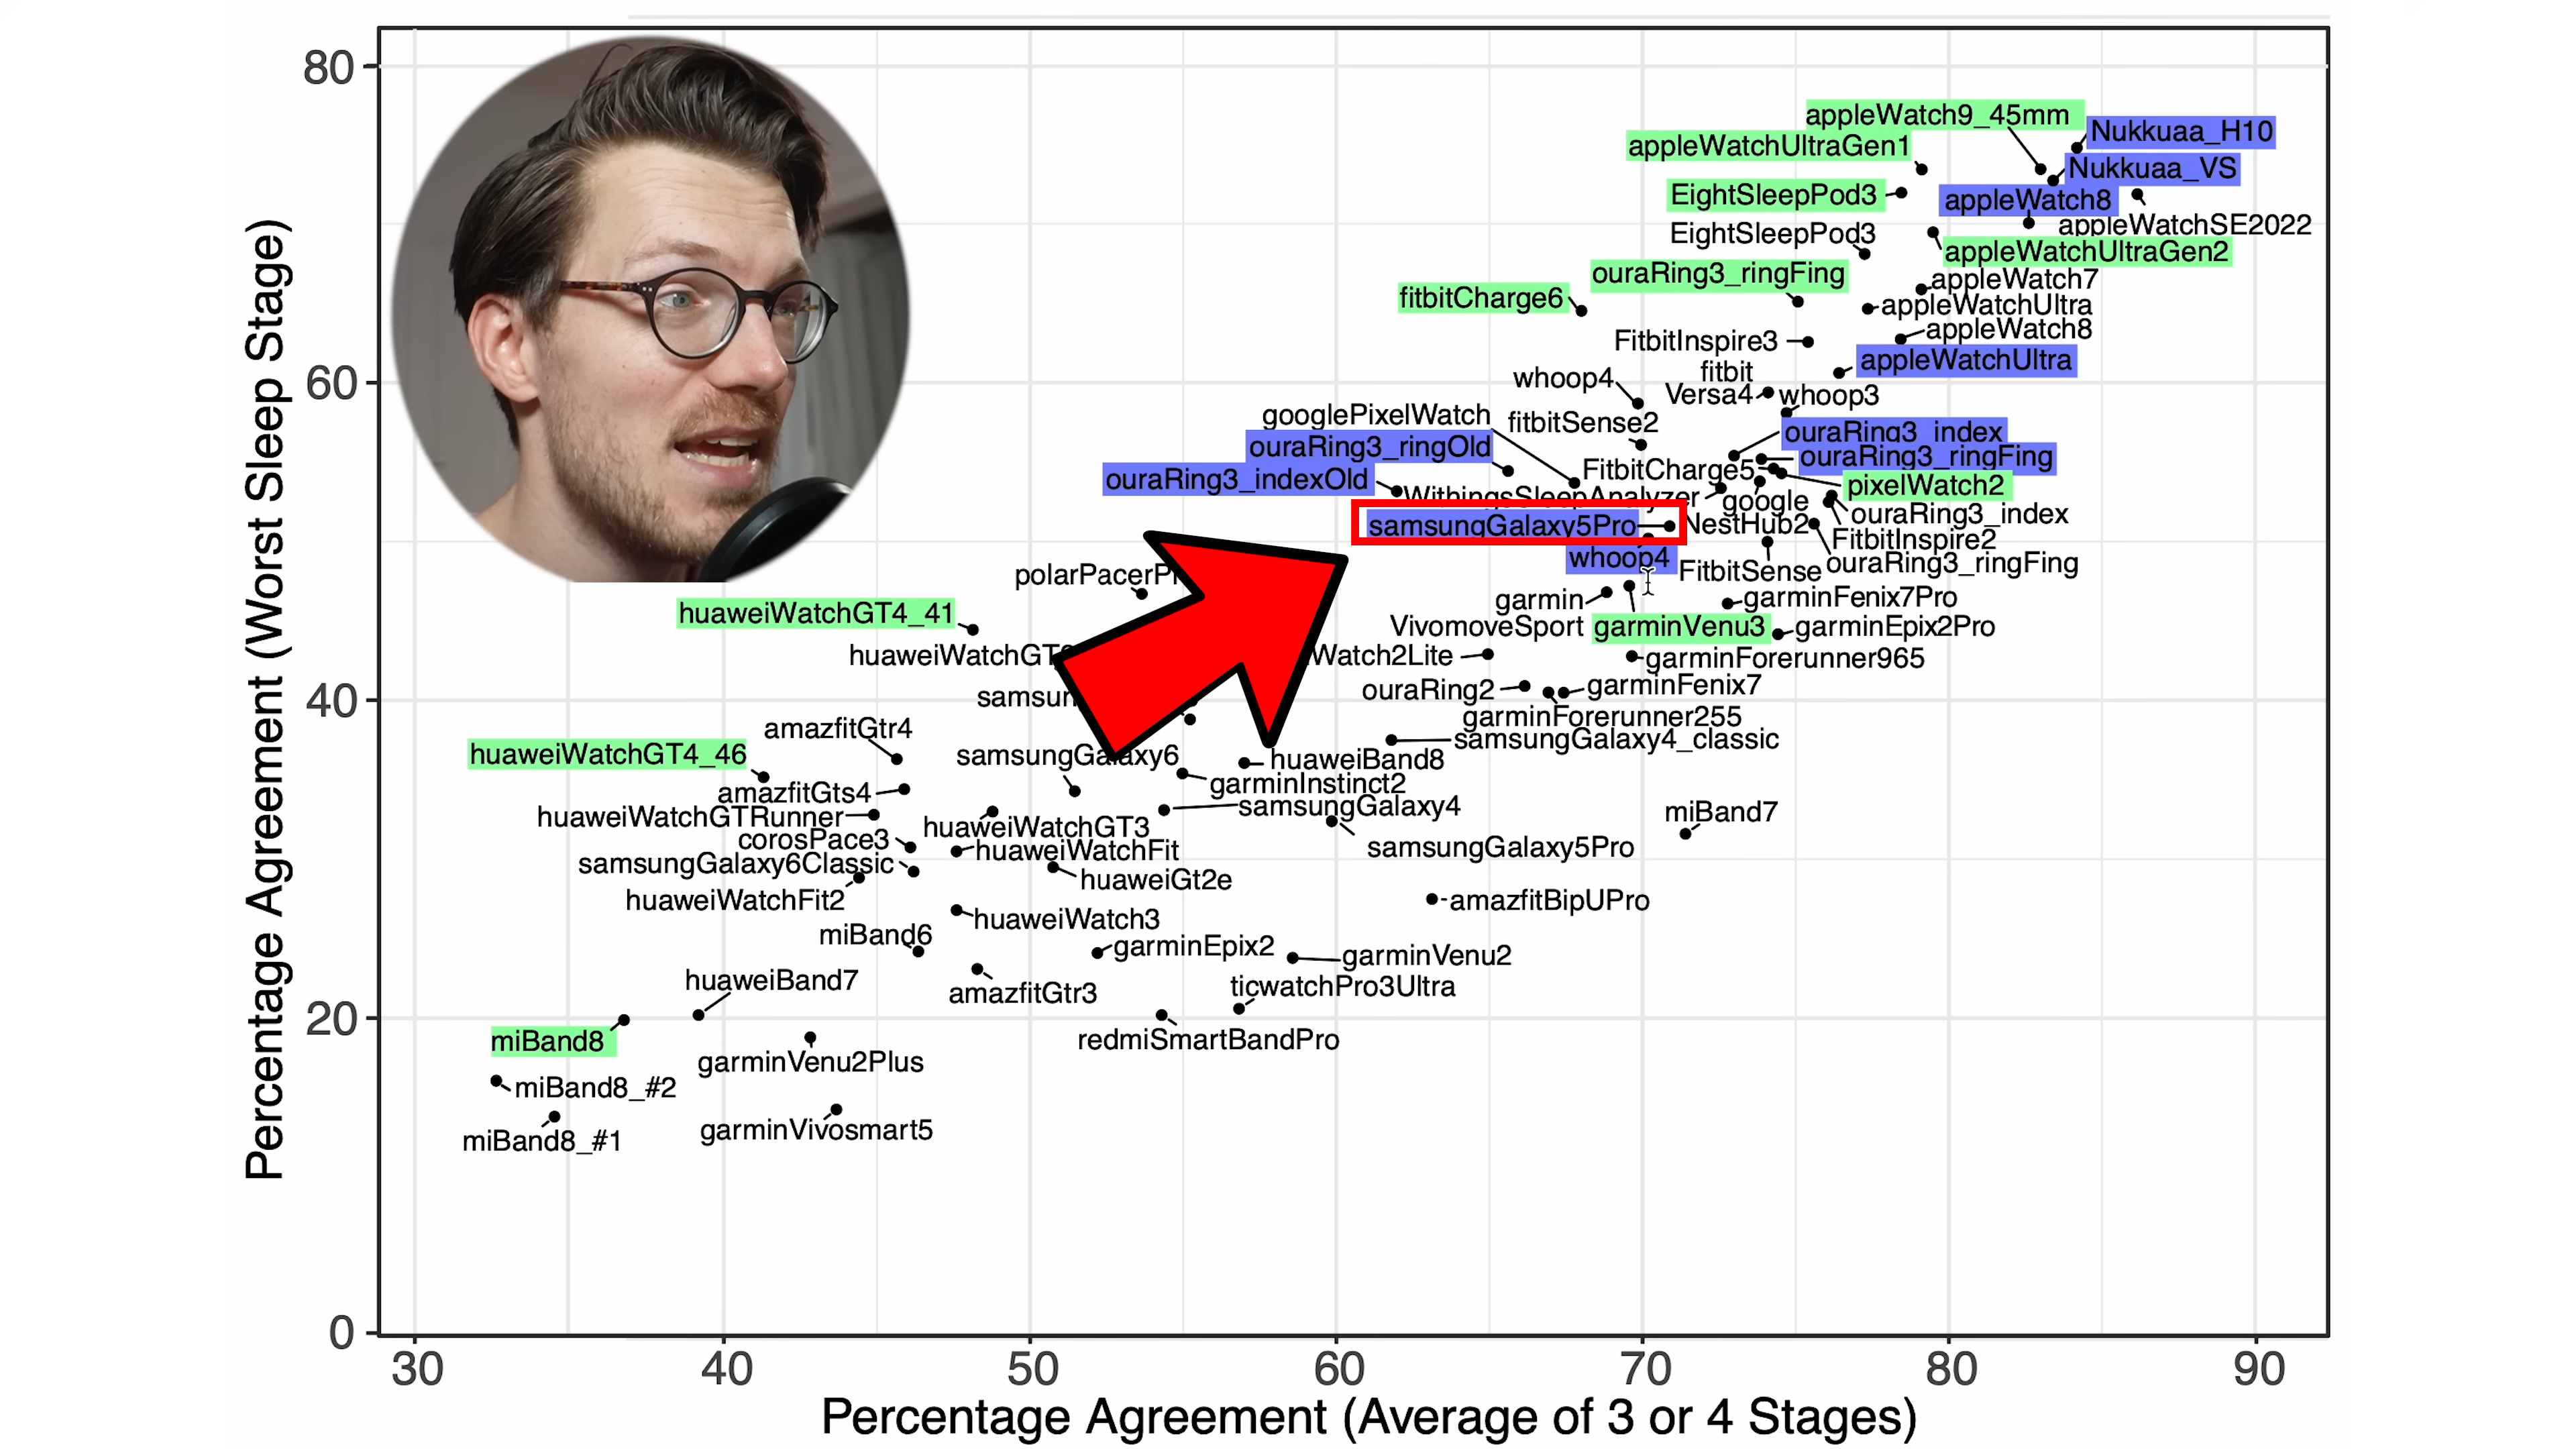 80
60
40
20
0
Percentage Agreement (Worst Sleep Stage)
appleWatch9_45mm
Nukkuaa_H10
appleWatchUltraGen1
Nukkuaa_VS
EightSleepPod3
appleWatch8
appleWatchSE2022
EightSleepPod3
appleWatchUltraGen2
ouraRing3_ringFing
appleWatch7
fitbitCharge6
appleWatchUltra
appleWatch8
FitbitInspire3
appleWatchUltra
fitbit
Versa4
whoop4
whoop3
googlePixelWatch
fitbitSense2
ouraRing3_index
ouraRing3_ringOld
ouraRing3_ringFing
FitbitCharge5
ouraRing3_indexOld
pixelWatch2
WithingsSleepAnalyzer
google
NestHub2
ouraRing3_index
samsungGalaxy5Pro
FitbitInspire2
whoop4
ouraRing3_ringFing
FitbitSense
polarPacerP
garmin
VivomoveSport
garminFenix7Pro
huaweiWatchGT4_41
garminVenu3
garminEpix2Pro
huaweiWatchGT
Watch2Lite
garminForerunner965
samsun
ouraRing2
garminFenix7
garminForerunner255
amazfitGtr4
samsungGalaxy4_classic
huaweiWatchGT4_46
samsungGalaxy6
huaweiBand8
garminInstinct2
amazfitGts4
samsungGalaxy4
huaweiWatchGTRunner
huaweiWatchGT3
miBand7
corosPace3
huaweiWatchFit
samsungGalaxy5Pro
samsungGalaxy6Classic
huaweiGt2e
huaweiWatchFit2
amazfitBipUPro
huaweiWatch3
miBand6
garminEpix2
garminVenu2
huaweiBand7
amazfitGtr3
ticwatchPro3Ultra
miBand8
redmiSmartBandPro
garminVenu2Plus
miBand8_#2
garminVivosmart5
miBand8_#1
30 40 50 60 70 80 90
Percentage Agreement (Average of 3 or 4 Stages)